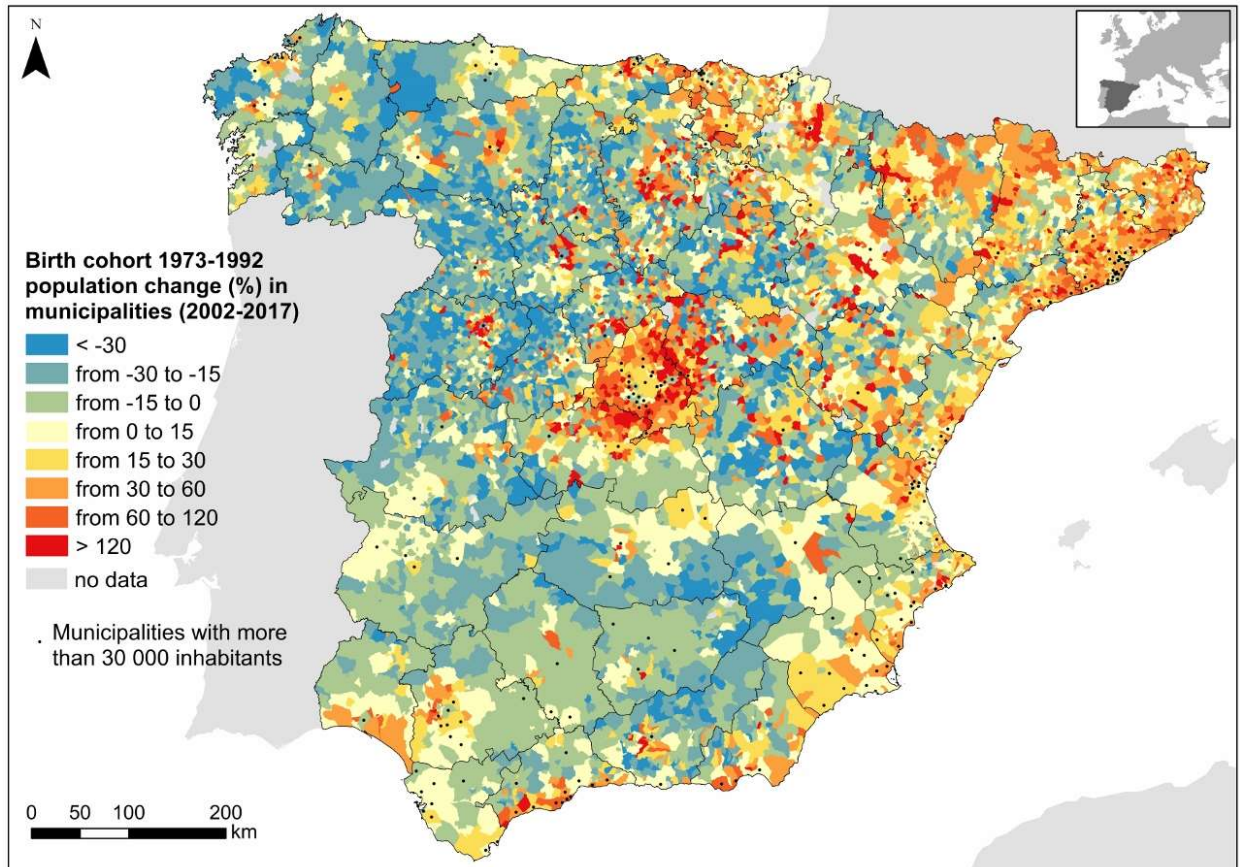 N
Birth cohort 1973-1992
population change (%) in
municipalities (2002-2017)
< -30
from -30 to -15
from -15 to 0
from 0 to 15
from 15 to 30
from 30 to 60
from 60 to 120
> 120
no data
. Municipalities with more
than 30 000 inhabitants
0 50 100 200
km